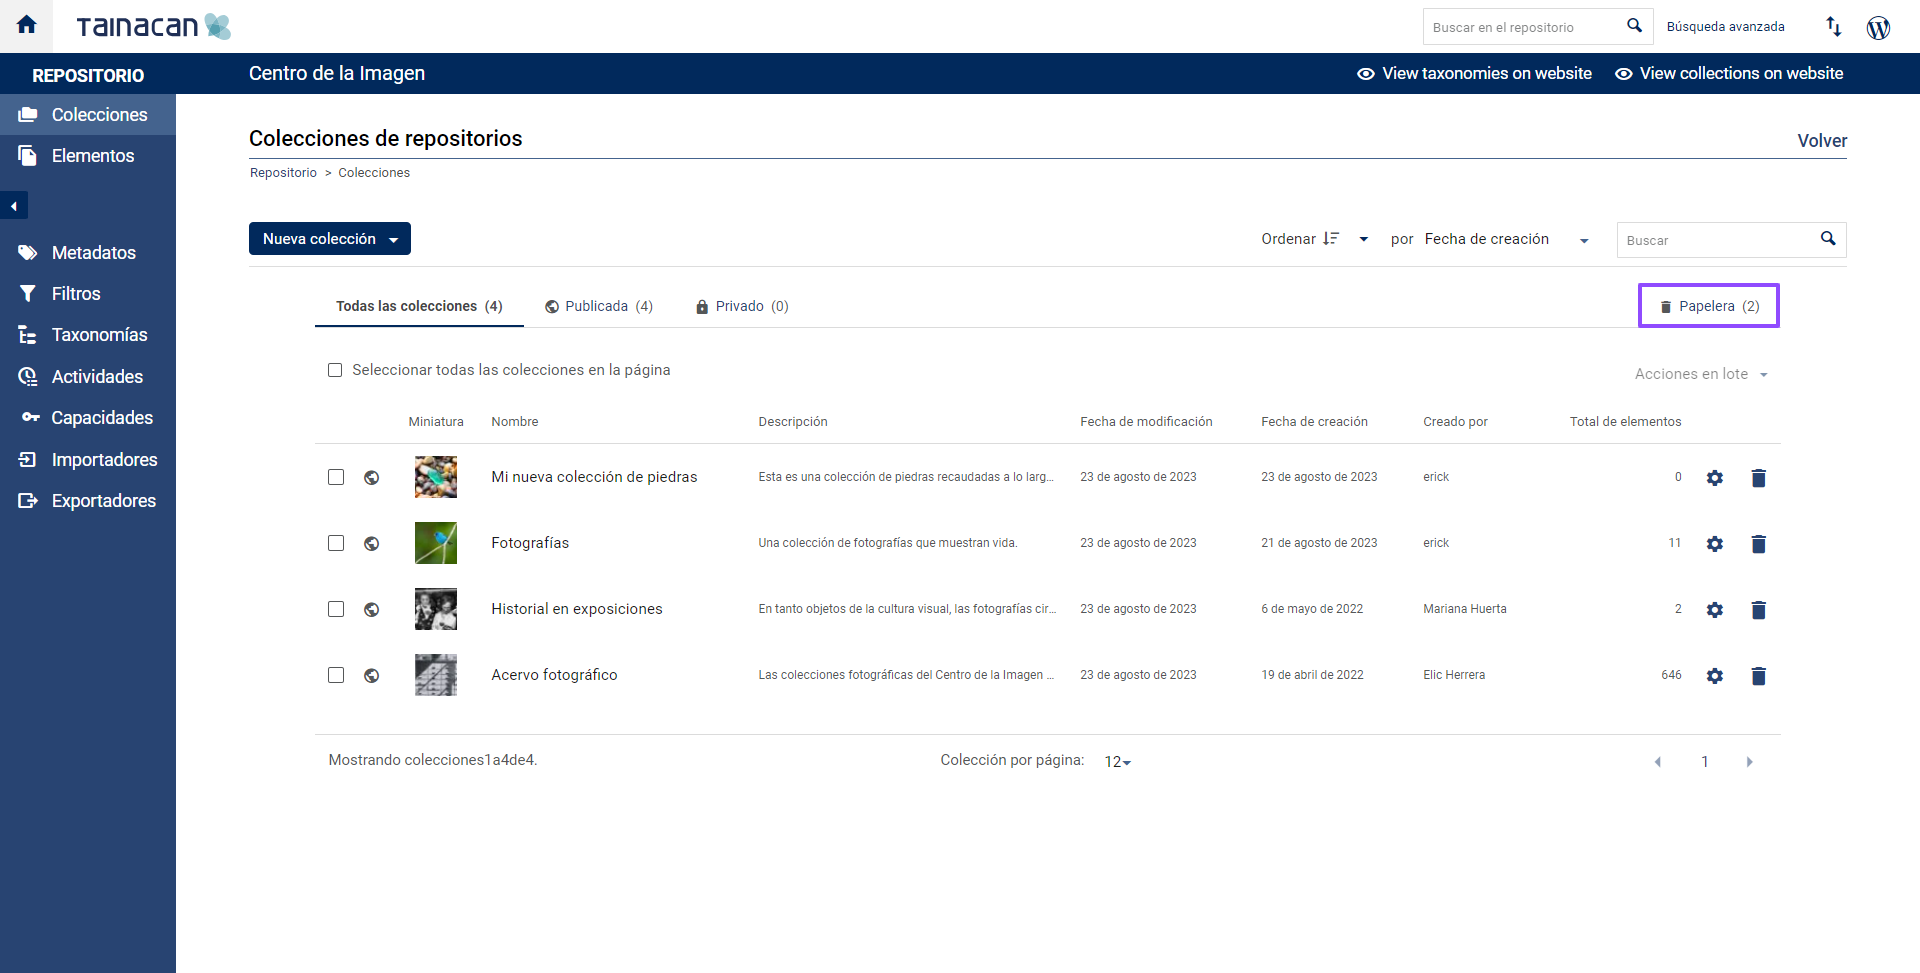 TAINACAN
Buscar en el repositorio
Búsqueda avanzada
REPOSITORIO
Centro de la Imagen
View taxonomies on website
View collections on website
Colecciones
Elementos
Metadatos
Filtros
Taxonomías
Actividades
Capacidades
Importadores
Exportadores
Colecciones de repositorios
Volver
Repositorio > Colecciones
Nueva colección
Ordenar
por Fecha de creación
Buscar
Todas las colecciones (4)
Publicada (4)
Privado (0)
Papelera (2)
Seleccionar todas las colecciones en la página
Acciones en lote
Miniatura Nombre Descripción Fecha de modificación Fecha de creación Creado por Total de elementos
Mi nueva colección de piedras Esta es una colección de piedras recaudadas a lo larg... 23 de agosto de 2023 23 de agosto de 2023 erick 0
Fotografías Una colección de fotografías que muestran vida. 23 de agosto de 2023 21 de agosto de 2023 erick 11
Historial en exposiciones En tanto objetos de la cultura visual, las fotografías cir... 23 de agosto de 2023 6 de mayo de 2022 Mariana Huerta 2
Acervo fotográfico Las colecciones fotográficas del Centro de la Imagen ... 23 de agosto de 2023 19 de abril de 2022 Elic Herrera 646
Mostrando colecciones1a4de4.
Colección por página: 12
1